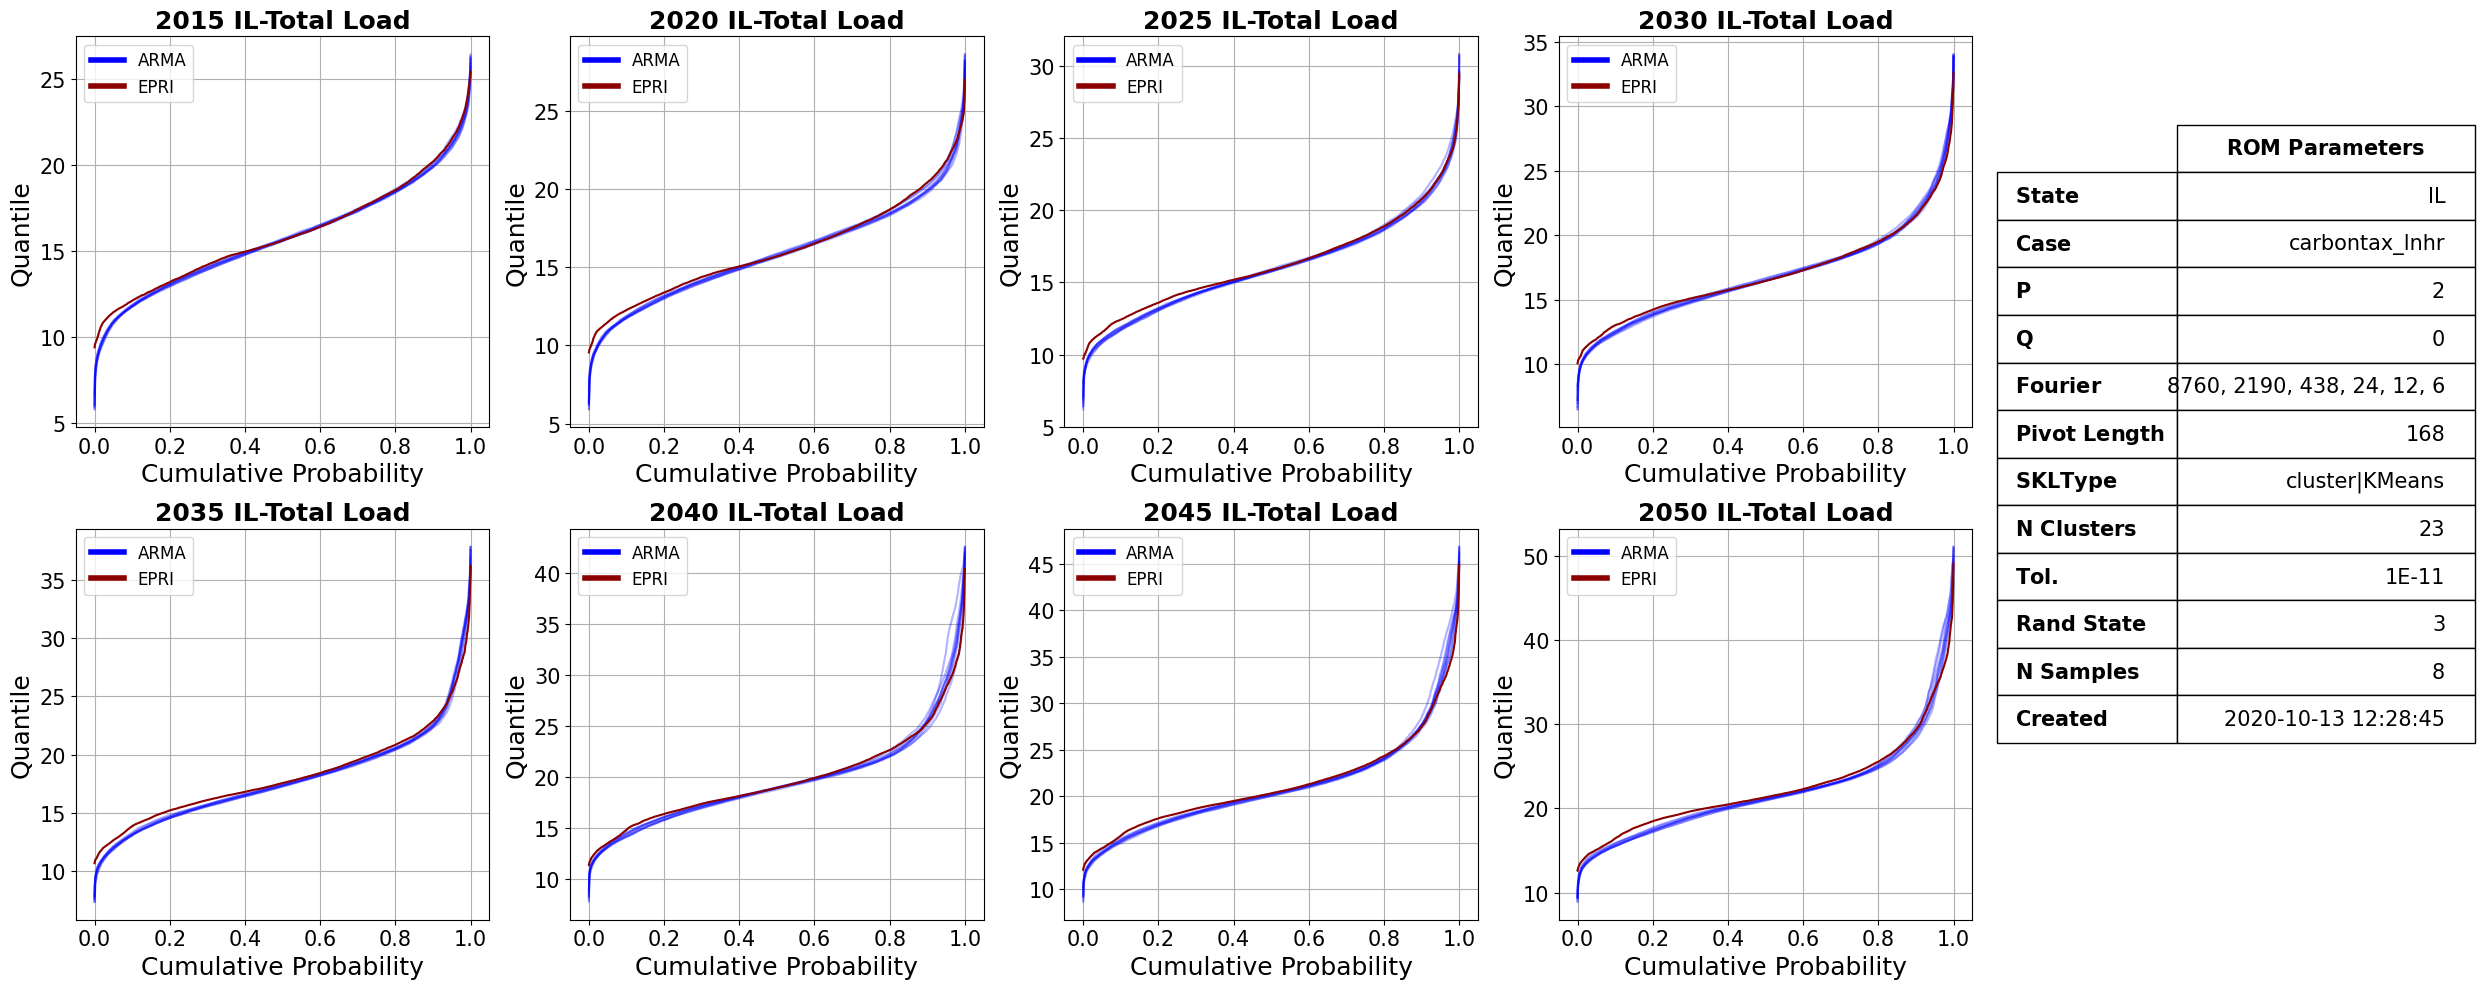 2015 IL-Total Load
ARMA
EPRI
Quantile
25
20
15
10
5
0.0 0.2 0.4 0.6 0.8 1.0
Cumulative Probability
2020 IL-Total Load
ARMA
EPRI
Quantile
25
20
15
10
5
0.0 0.2 0.4 0.6 0.8 1.0
Cumulative Probability
2025 IL-Total Load
ARMA
EPRI
Quantile
30
25
20
15
10
5
0.0 0.2 0.4 0.6 0.8 1.0
Cumulative Probability
2030 IL-Total Load
ARMA
EPRI
Quantile
35
30
25
20
15
10
0.0 0.2 0.4 0.6 0.8 1.0
Cumulative Probability
2035 IL-Total Load
ARMA
EPRI
Quantile
35
30
25
20
15
10
0.0 0.2 0.4 0.6 0.8 1.0
Cumulative Probability
2040 IL-Total Load
ARMA
EPRI
Quantile
40
35
30
25
20
15
10
0.0 0.2 0.4 0.6 0.8 1.0
Cumulative Probability
2045 IL-Total Load
ARMA
EPRI
Quantile
45
40
35
30
25
20
15
10
0.0 0.2 0.4 0.6 0.8 1.0
Cumulative Probability
2050 IL-Total Load
ARMA
EPRI
Quantile
50
40
30
20
10
0.0 0.2 0.4 0.6 0.8 1.0
Cumulative Probability
ROM Parameters
State IL
Case carbontax_lnhr
P 2
Q 0
Fourier 8760, 2190, 438, 24, 12, 6
Pivot Length 168
SKLType cluster|KMeans
N Clusters 23
Tol. 1E-11
Rand State 3
N Samples 8
Created 2020-10-13 12:28:45